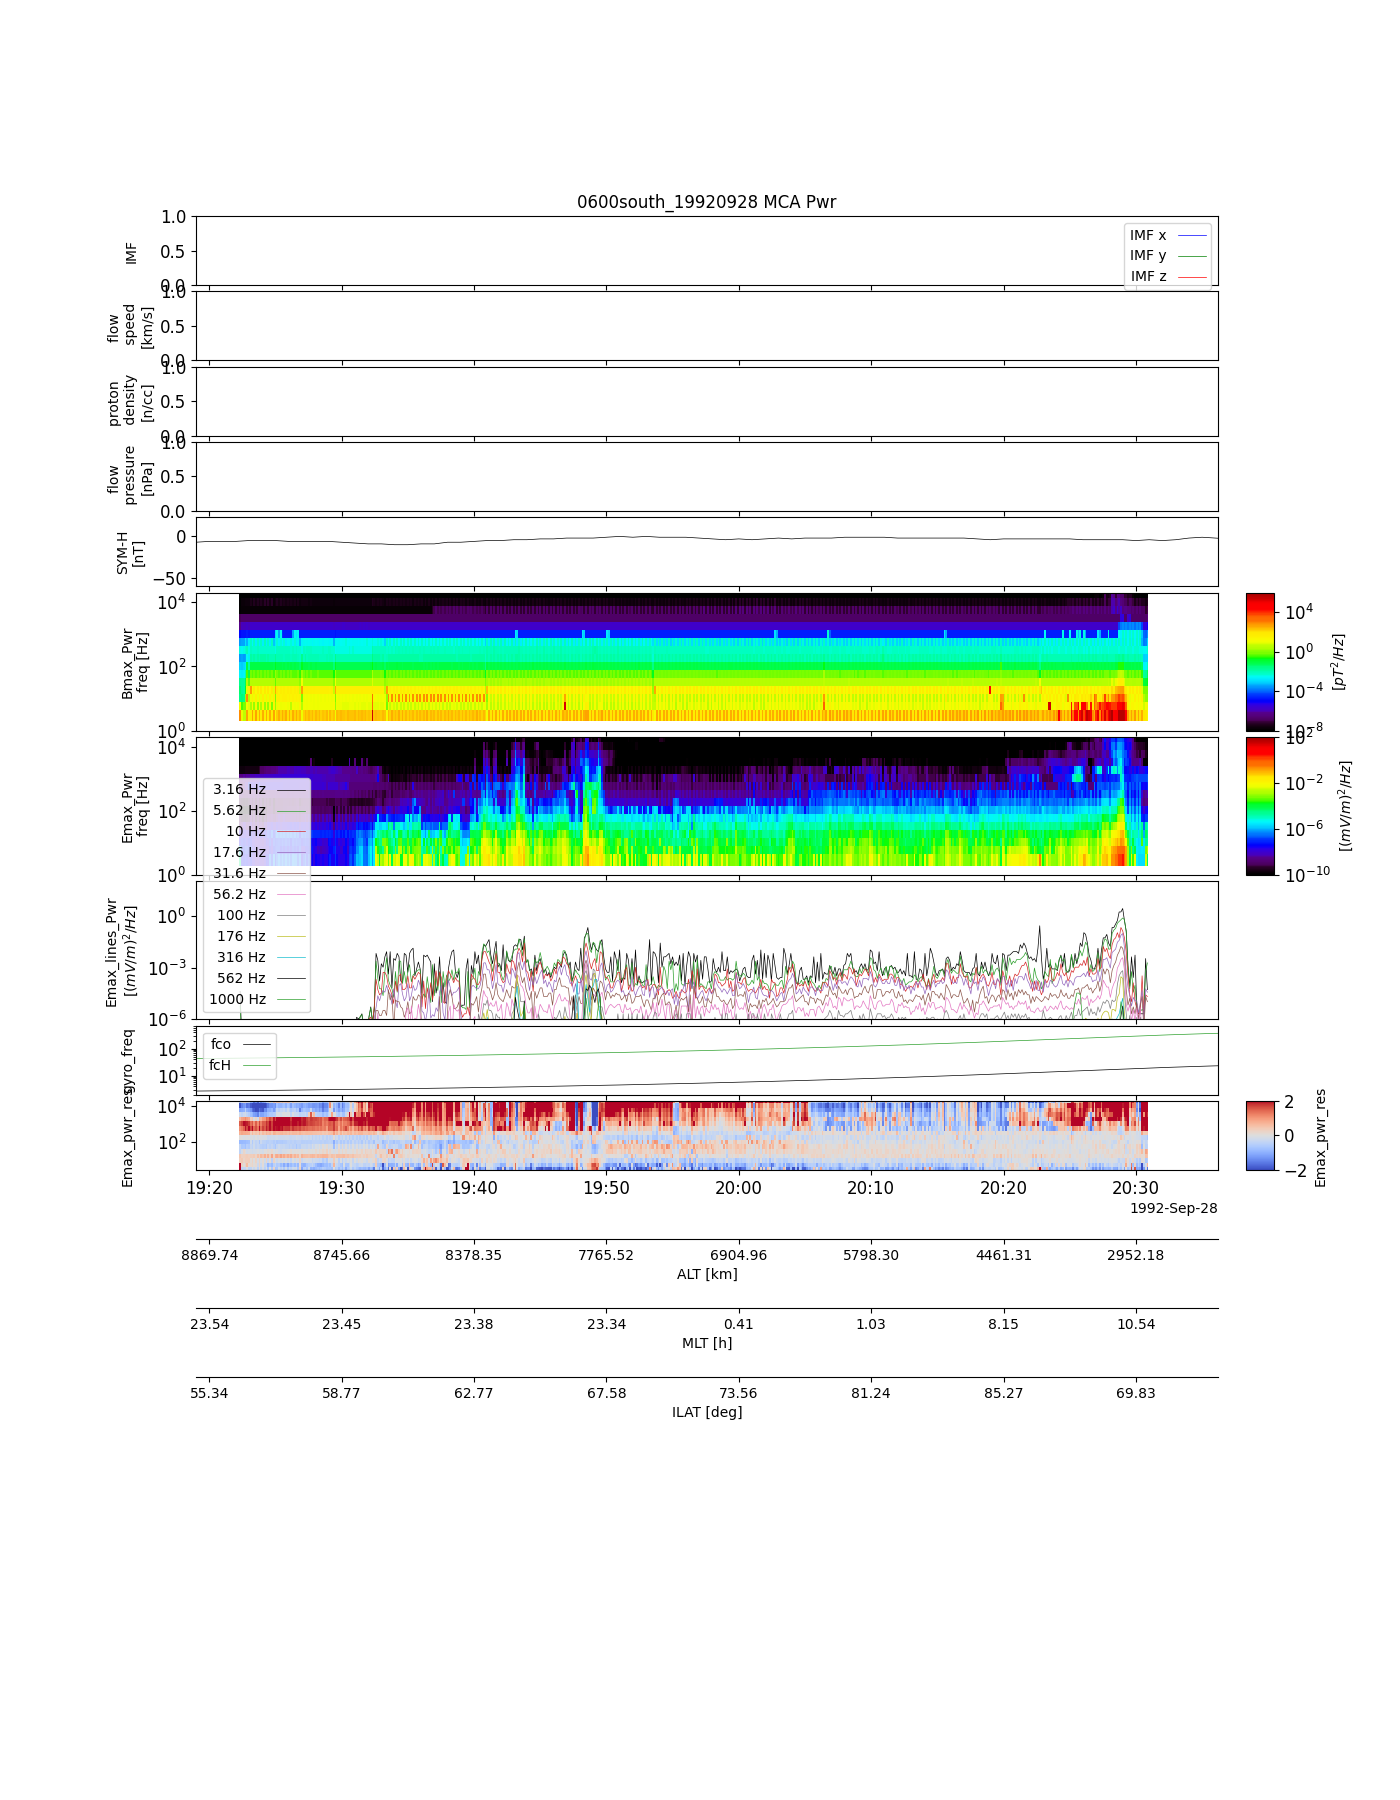 0600south_19920928 MCA Pwr
1.0
0.5
0.0
IMF
IMF x
IMF y
IMF z
1.0
0.5
0.0
flow
speed
[km/s]
1.0
0.5
0.0
proton
density
[n/cc]
1.0
0.5
0.0
flow
pressure
[nPa]
0
−50
SYM-H
[nT]
10^4
10^2
10^0
Bmax_Pwr
freq [Hz]
10^4
10^0
10^−4
10^−8
[pT^2/Hz]
10^4
10^2
10^0
Emax_Pwr
freq [Hz]
10^2
10^−2
10^−6
10^−10
[(mV/m)^2/Hz]
3.16 Hz
5.62 Hz
10 Hz
17.6 Hz
31.6 Hz
56.2 Hz
100 Hz
176 Hz
316 Hz
562 Hz
1000 Hz
10^0
10^−3
10^−6
Emax_lines_Pwr
[(mV/m)^2/Hz]
10^2
10^1
gyro_freq
fco
fcH
10^4
10^2
Emax_pwr_res
2
0
−2
Emax_pwr_res
19:20 19:30 19:40 19:50 20:00 20:10 20:20 20:30
1992-Sep-28
8869.74 8745.66 8378.35 7765.52 6904.96 5798.30 4461.31 2952.18
ALT [km]
23.54 23.45 23.38 23.34 0.41 1.03 8.15 10.54
MLT [h]
55.34 58.77 62.77 67.58 73.56 81.24 85.27 69.83
ILAT [deg]